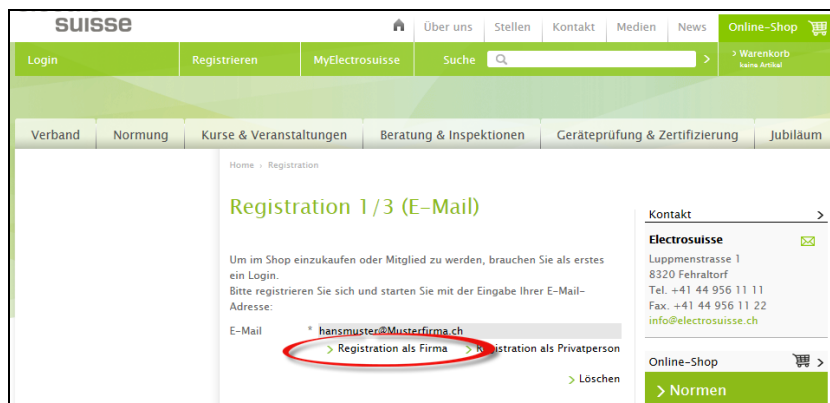 suisse
Über uns Stellen Kontakt Medien News Online-Shop
Login Registrieren MyElectrosuisse Suche > Warenkorb
keine Artikel
Verband Normung Kurse & Veranstaltungen Beratung & Inspektionen Geräteprüfung & Zertifizierung Jubiläum
Home › Registration
Registration 1/3 (E-Mail)
Um im Shop einzukaufen oder Mitglied zu werden, brauchen Sie als erstes
ein Login.
Bitte registrieren Sie sich und starten Sie mit der Eingabe Ihrer E-Mail-
Adresse:
E-Mail * hansmuster@Musterfirma.ch
> Registration als Firma > Registration als Privatperson
> Löschen
Kontakt >
Electrosuisse
Luppmenstrasse 1
8320 Fehraltorf
Tel. +41 44 956 11 11
Fax. +41 44 956 11 22
info@electrosuisse.ch
Online-Shop >
> Normen